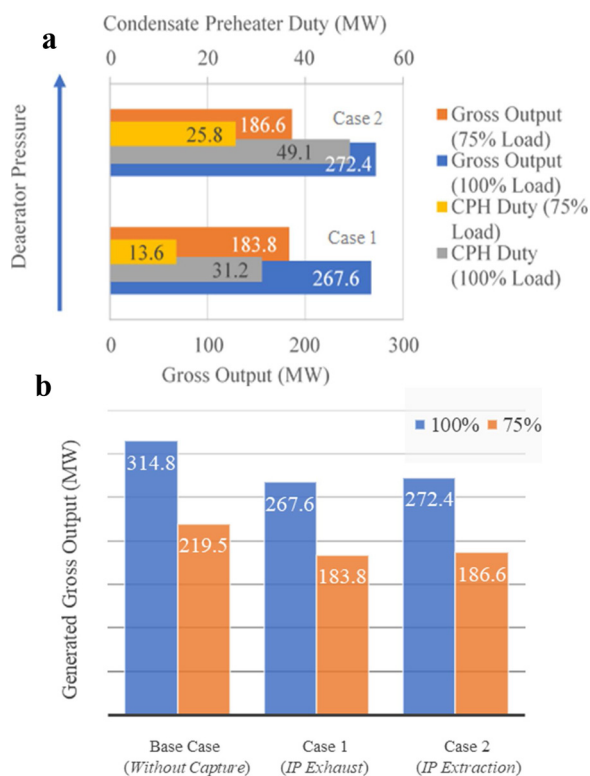 a
Condensate Preheater Duty (MW)
0 20 40 60
Deaerator Pressure
186.6
Case 2
25.8
49.1
272.4
183.8
Case 1
13.6
31.2
267.6
Gross Output
(75% Load)
Gross Output
(100% Load)
CPH Duty (75%
Load)
CPH Duty
(100% Load)
0 100 200 300
Gross Output (MW)
b
Generated Gross Output (MW)
100% 75%
314.8
219.5
267.6
183.8
272.4
186.6
Base Case
(Without Capture)
Case 1
(IP Exhaust)
Case 2
(IP Extraction)